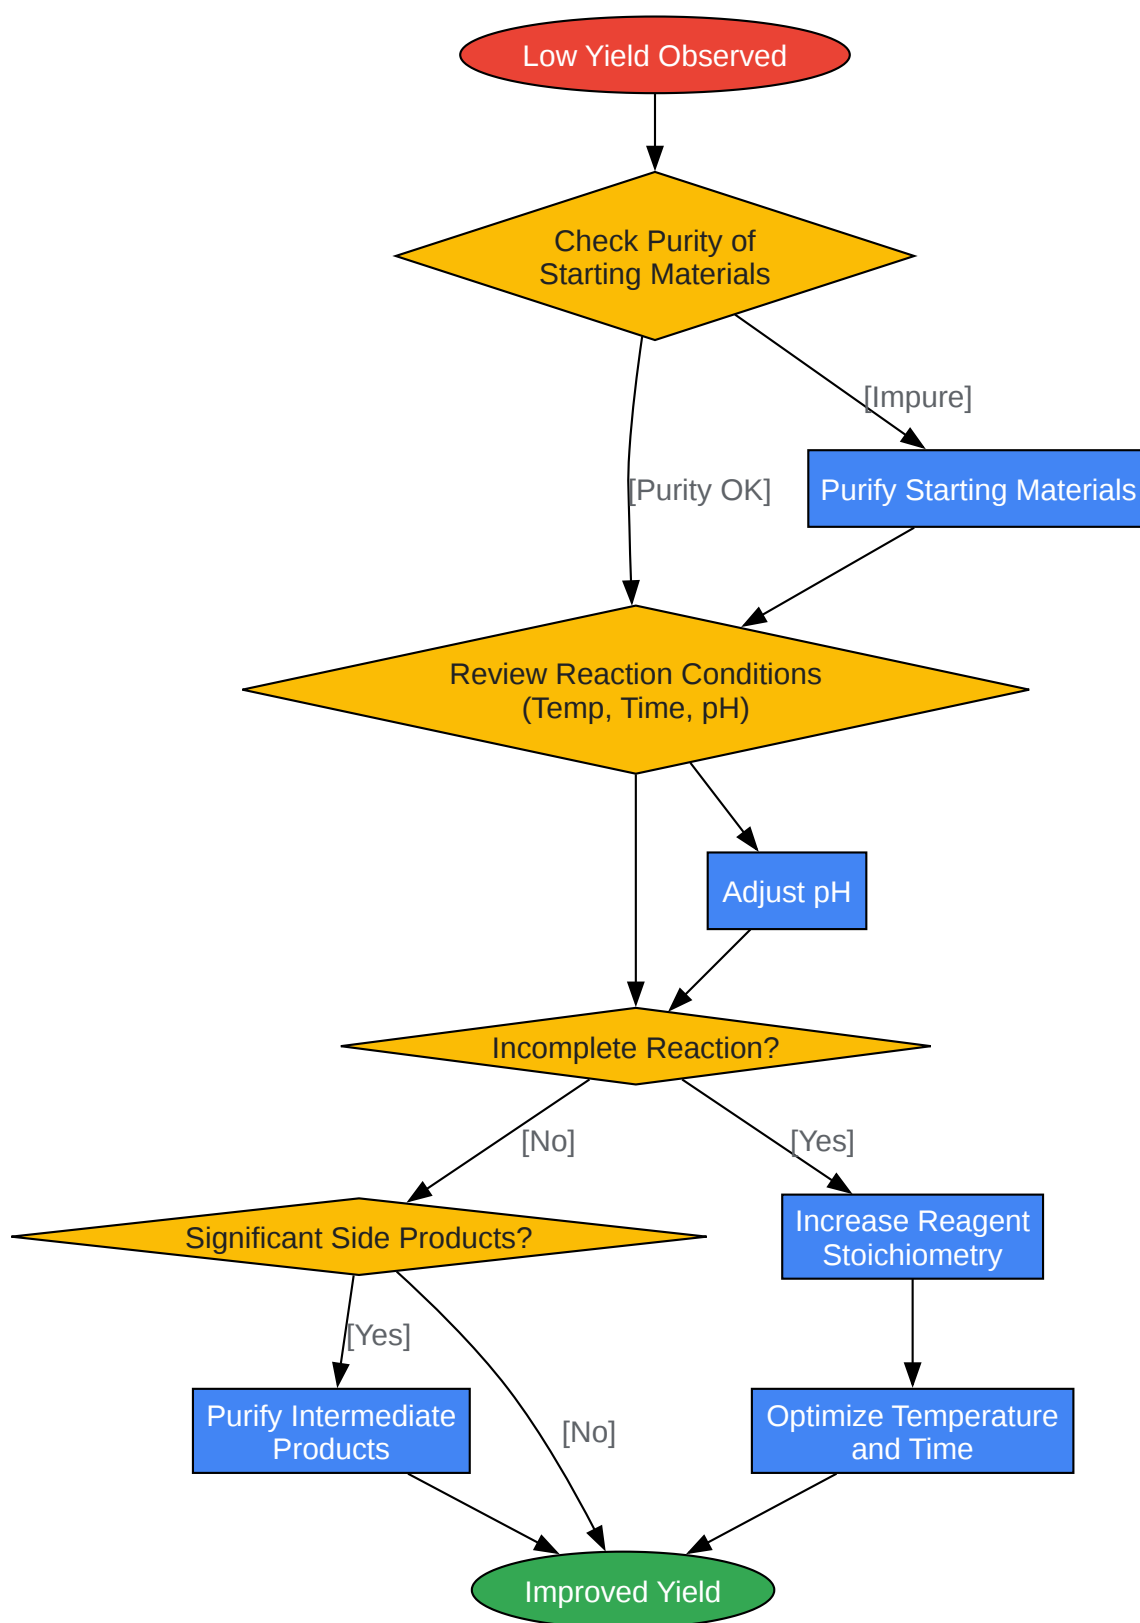 Low Yield Observed
Check Purity of
Starting Materials
[Impure]
[Purity OK]
Purify Starting Materials
Review Reaction Conditions
(Temp, Time, pH)
Adjust pH
Incomplete Reaction?
[No]
[Yes]
Significant Side Products?
Increase Reagent
Stoichiometry
[Yes]
Purify Intermediate
Products
[No]
Optimize Temperature
and Time
Improved Yield